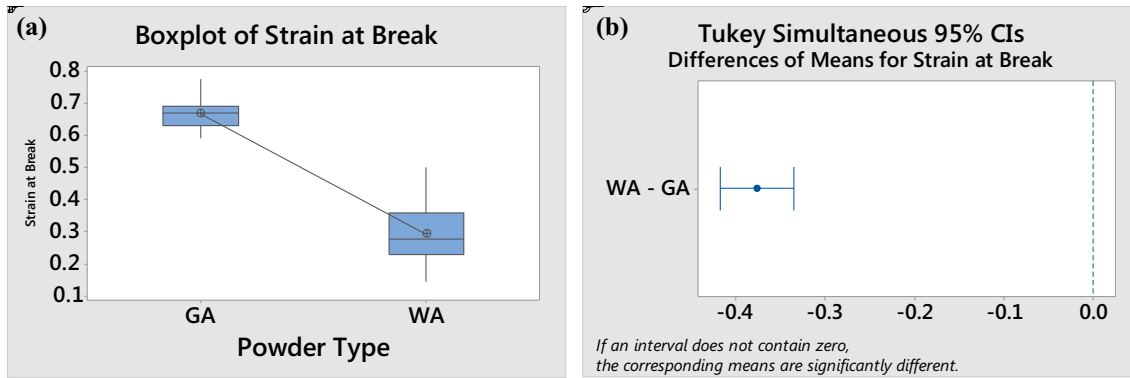 (a)
Boxplot of Strain at Break
Strain at Break
0.8
0.7
0.6
0.5
0.4
0.3
0.2
0.1
GA
WA
Powder Type
(b)
Tukey Simultaneous 95% CIs
Differences of Means for Strain at Break
WA - GA
-0.4
-0.3
-0.2
-0.1
0.0
If an interval does not contain zero,
the corresponding means are significantly different.